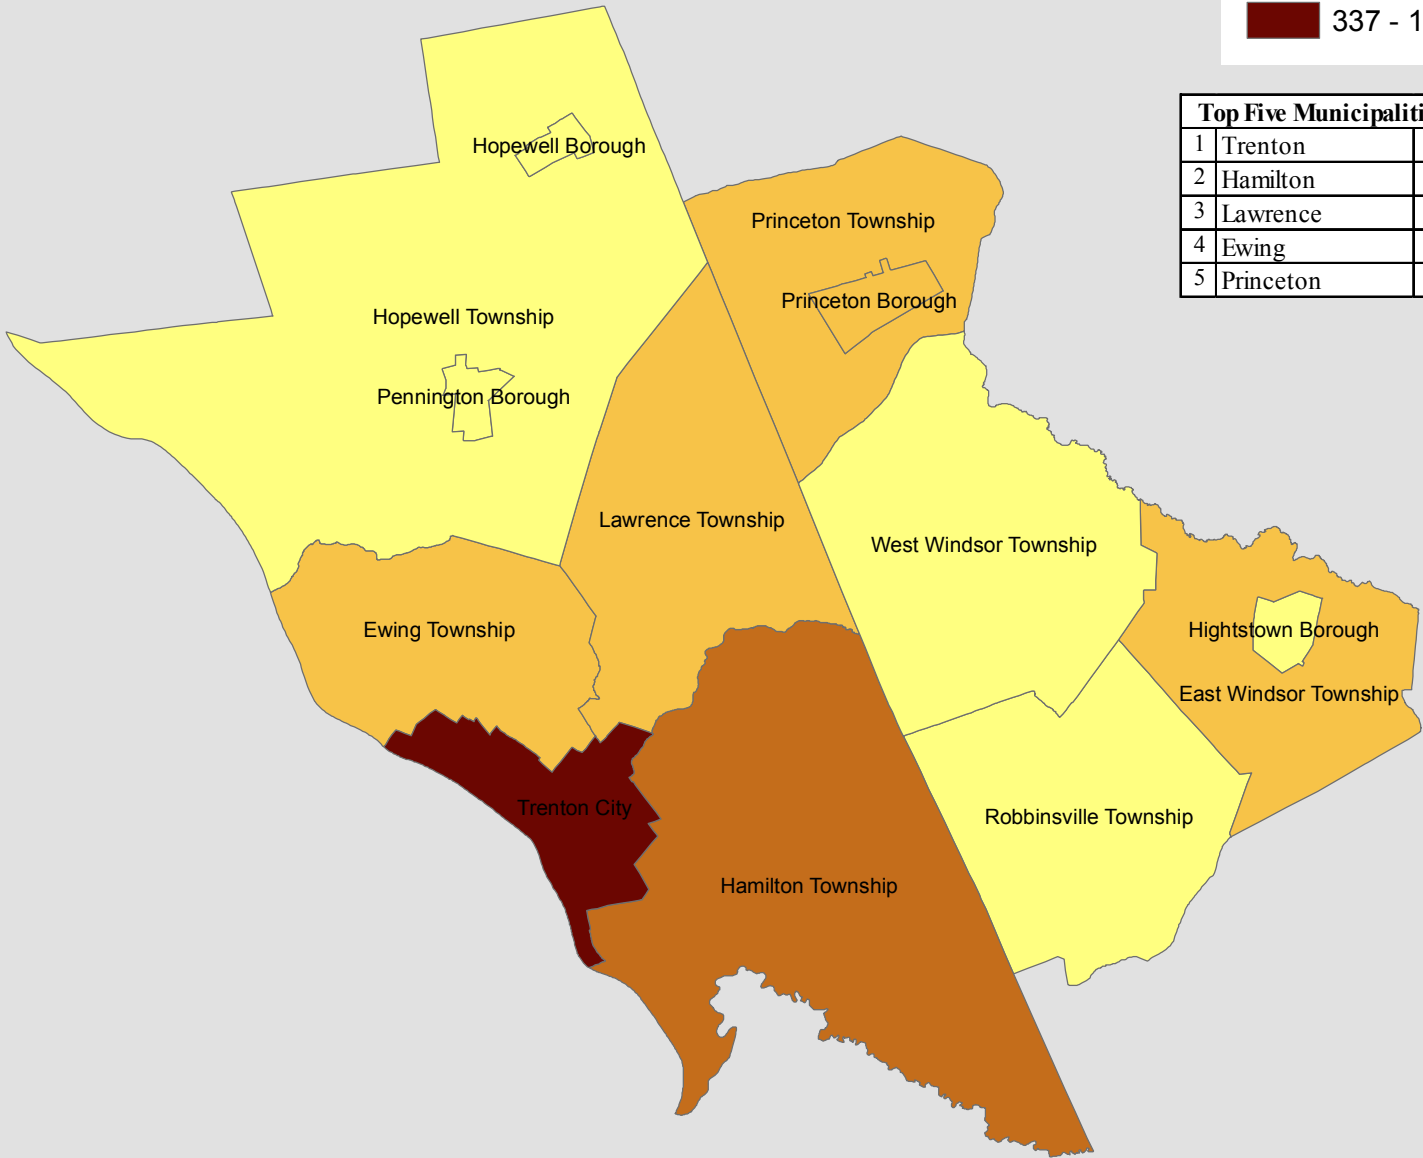 337 - 1
Top Five Municipaliti
1 Trenton
2 Hamilton
3 Lawrence
4 Ewing
5 Princeton
Hopewell Borough
Princeton Township
Princeton Borough
Hopewell Township
Pennington Borough
Lawrence Township
West Windsor Township
Ewing Township
Hightstown Borough
East Windsor Township
Trenton City
Robbinsville Township
Hamilton Township